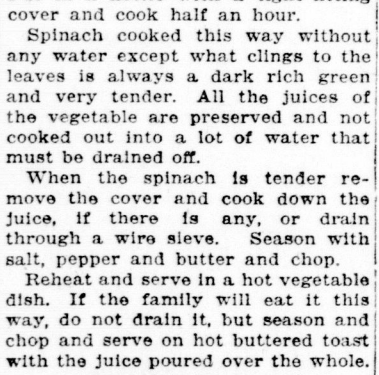 cover and cook half an hour.
Spinach cooked this way without
any water except what clings to the
leaves is always a dark rich green
and very tender. All the juices of
the vegetable are preserved and not
cooked out into a lot of water that
must be drained off.
When the spinach is tender re-
move the cover and cook down the
juice, if there is any, or drain
through a wire sieve. Season with
salt, pepper and butter and chop.
Reheat and serve in a hot vegetable
dish. If the family will eat it this
way, do not drain it, but season and
chop and serve on hot buttered toast
with the juice poured over the whole.